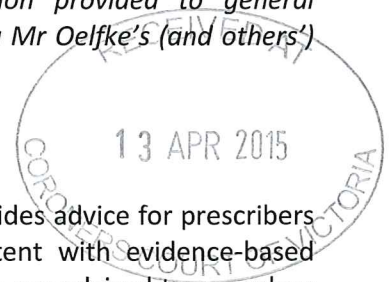 ion provided to general
Mr Oelfke's (and others')
RECEIVED AT
13 APR 2015
CORONERS COURT OF VICTORIA
ides advice for prescribers
tent with evidence-based